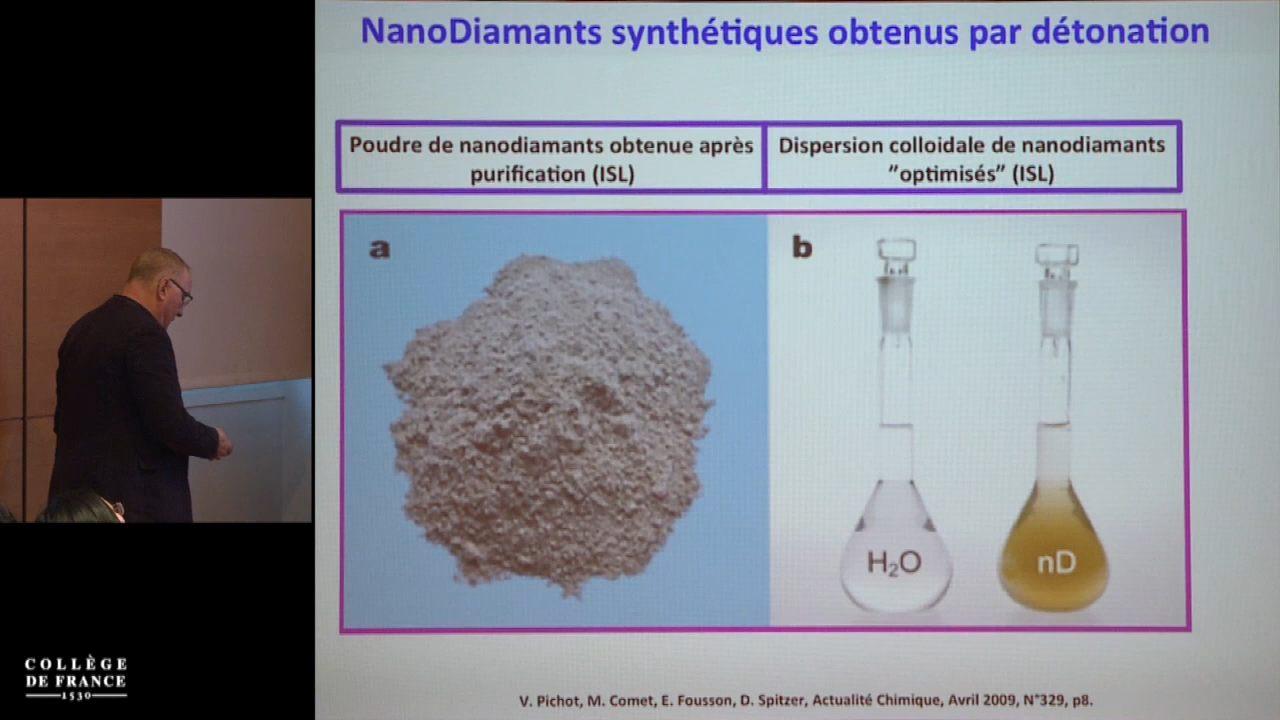 NanoDiamants synthétiques obtenus par détonation
Poudre de nanodiamants obtenue après
purification (ISL)
Dispersion colloidale de nanodiamants
”optimisés” (ISL)
a
b
H₂O
nD
V. Pichot, M. Comet, E. Fousson, D. Spitzer, Actualité Chimique, Avril 2009, N°329, p8.
COLLÈGE
DE FRANCE
1530